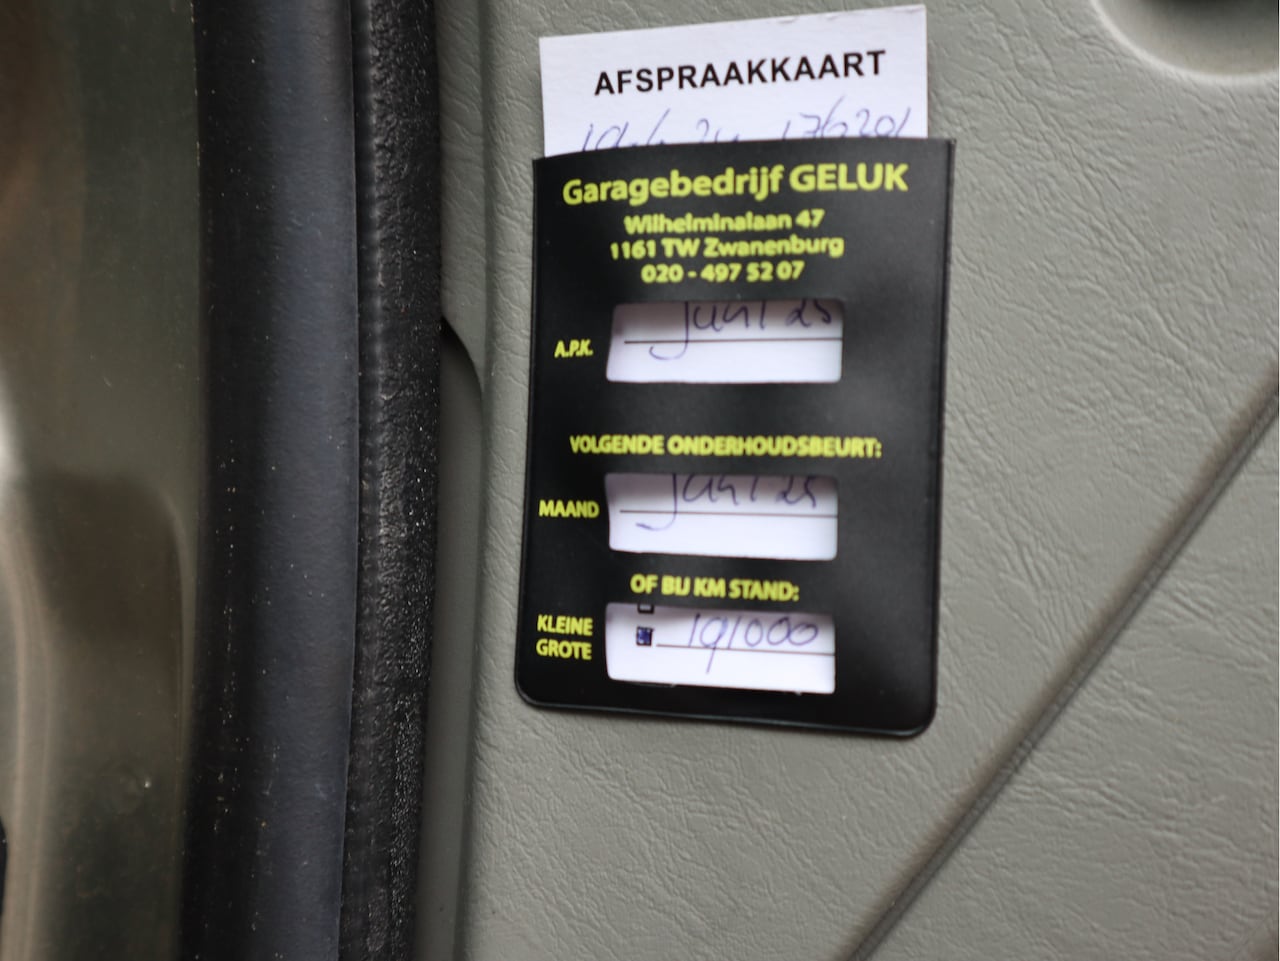 AFSPRAAKKAART
Garagebedrijf GELUK
Wilhelminalaan 47
1161 TW Zwanenburg
020 - 497 52 07
A.P.K. juni 25
VOLGENDE ONDERHOUDSBEURT:
MAAND juni 25
OF BIJ KM STAND:
KLEINE
GROTE 191000